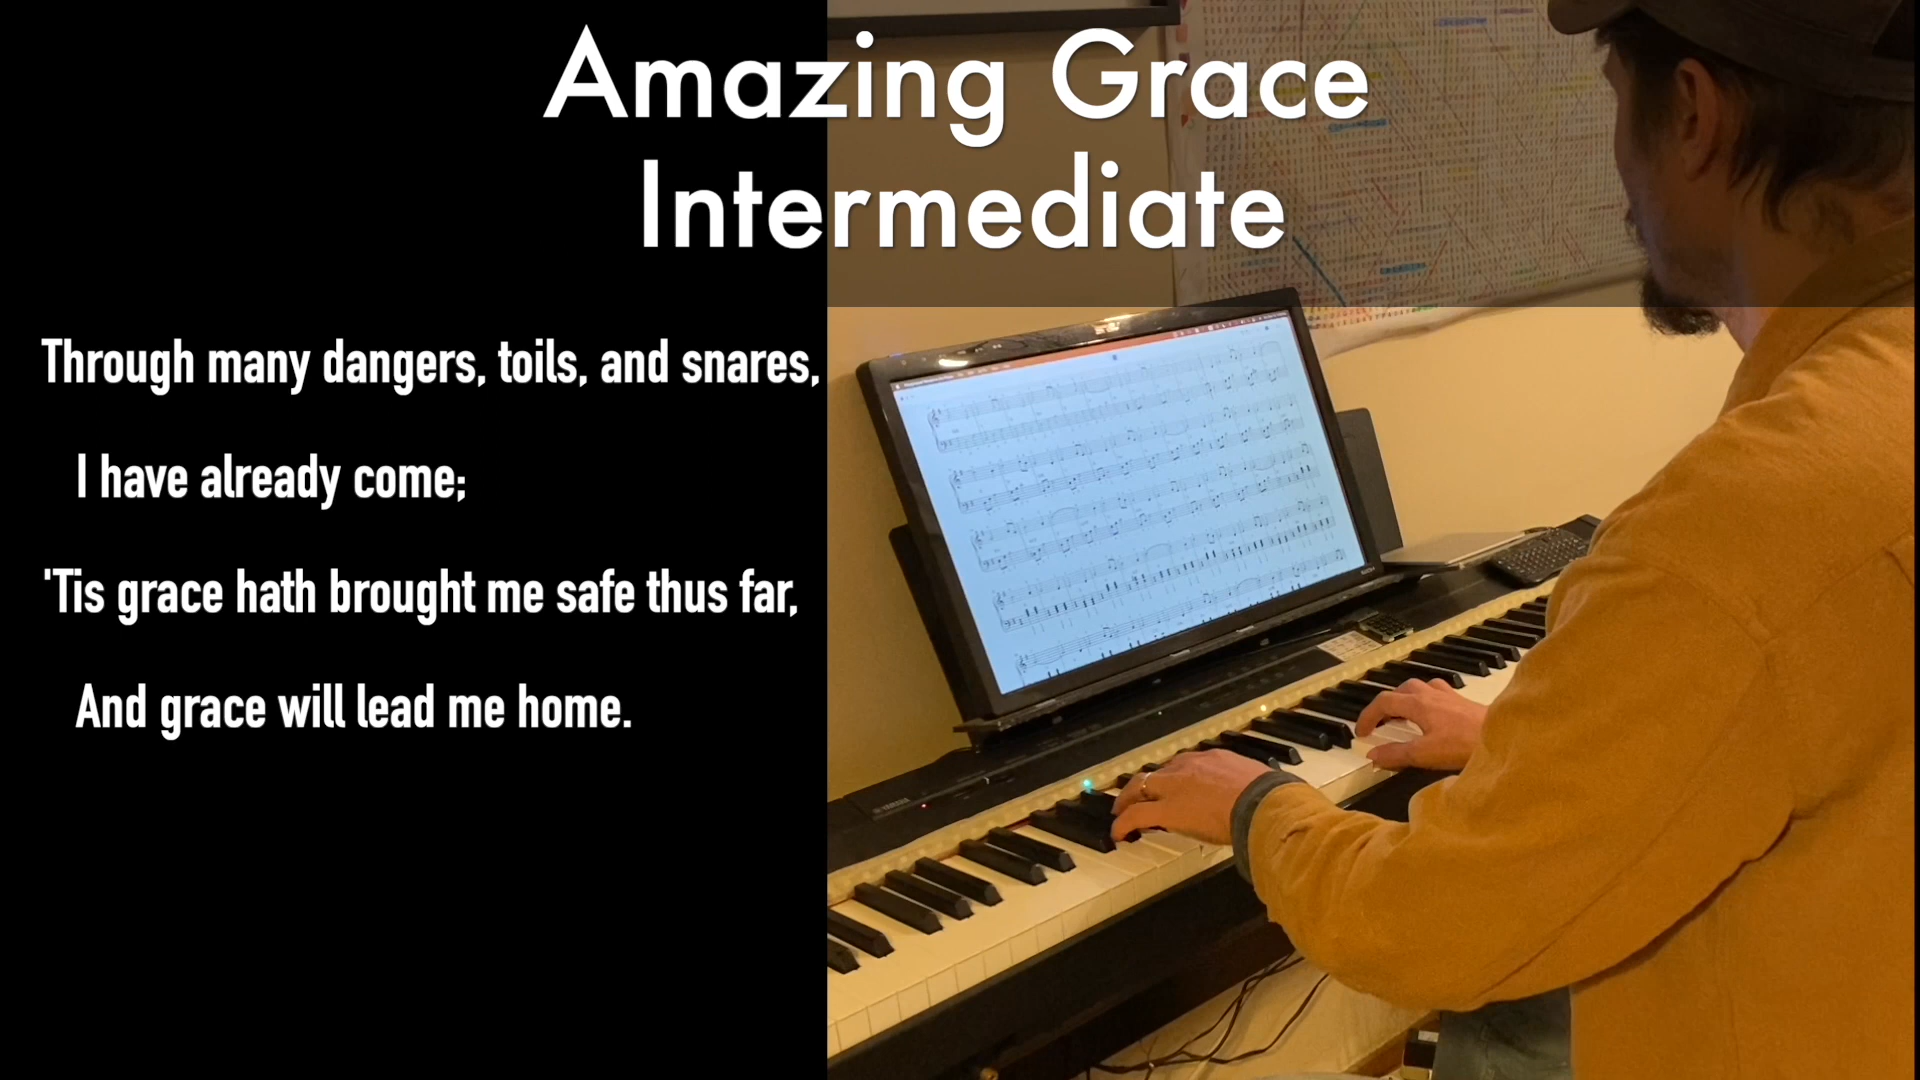 Amazing Grace
Intermediate
Through many dangers, toils, and snares,
I have already come;
'Tis grace hath brought me safe thus far,
And grace will lead me home.
YAMAHA